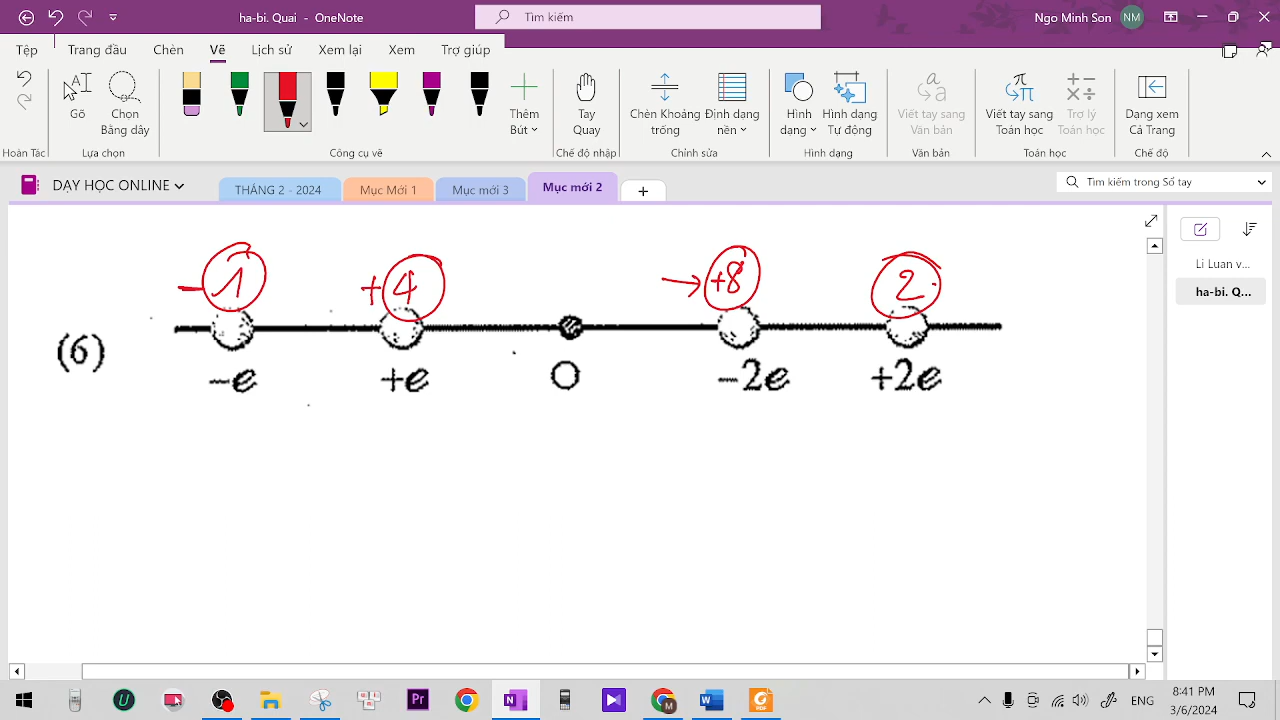 ha-bi. Quạt - OneNote
Tìm kiếm
Ngo Minh Son
NM
Tệp
Trang đầu
Chèn
Vẽ
Lịch sử
Xem lại
Xem
Trợ giúp
Gõ
Chọn Bằng dây
Thêm Bút
Tay Quay
Chèn Khoảng trống
Định dạng nền
Hình dạng
Hình dạng Tự động
Viết tay sang Văn bản
Viết tay sang Toán học
Trợ lý Toán học
Dạng xem Cả Trang
Hoàn Tác
Lựa chọn
Công cụ vẽ
Chế độ nhập
Chỉnh sửa
Hình dạng
Văn bản
Toán học
Chế độ
DẠY HỌC ONLINE
THÁNG 2 - 2024
Mục Mới 1
Mục mới 3
Mục mới 2
+
Tìm kiếm trong Sổ tay
Li Luan v...
ha-bi. Q...
-1 +4 → +8 2
(6)
-e +e O -2e +2e
Pr
ENG
8:41 PM
3/6/2024